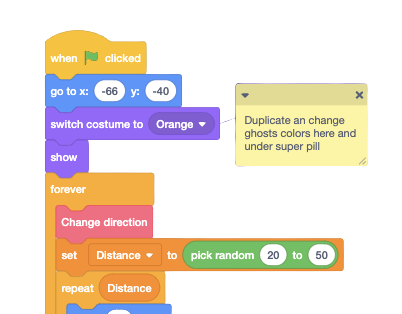 when clicked
go to x: -66 y: -40
switch costume to Orange
Duplicate an change
ghosts colors here and
under super pill
show
forever
Change direction
set Distance to pick random 20 to 50
repeat Distance